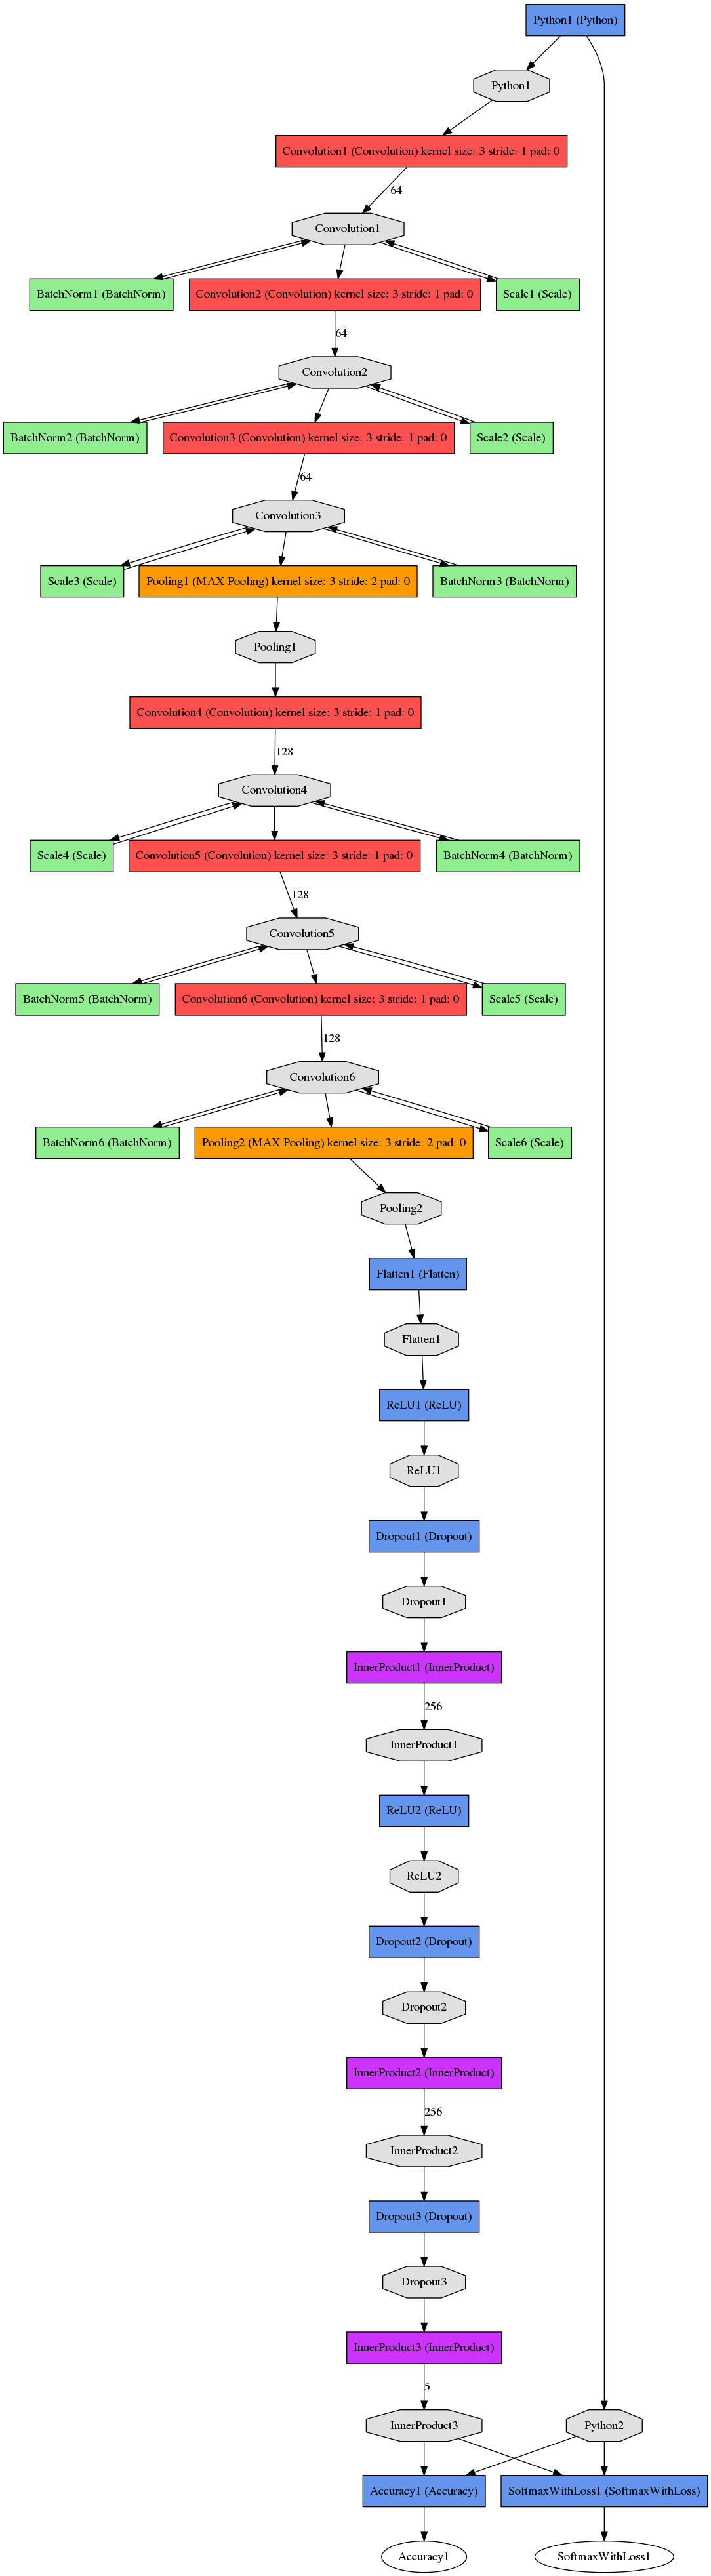 Python1 (Python)
Python1
Convolution1 (Convolution) kernel size: 3 stride: 1 pad: 0
64
Convolution1
BatchNorm1 (BatchNorm)
Convolution2 (Convolution) kernel size: 3 stride: 1 pad: 0
Scale1 (Scale)
64
Convolution2
BatchNorm2 (BatchNorm)
Convolution3 (Convolution) kernel size: 3 stride: 1 pad: 0
Scale2 (Scale)
64
Convolution3
Scale3 (Scale)
Pooling1 (MAX Pooling) kernel size: 3 stride: 2 pad: 0
BatchNorm3 (BatchNorm)
Pooling1
Convolution4 (Convolution) kernel size: 3 stride: 1 pad: 0
128
Convolution4
Scale4 (Scale)
Convolution5 (Convolution) kernel size: 3 stride: 1 pad: 0
BatchNorm4 (BatchNorm)
128
Convolution5
BatchNorm5 (BatchNorm)
Convolution6 (Convolution) kernel size: 3 stride: 1 pad: 0
Scale5 (Scale)
128
Convolution6
BatchNorm6 (BatchNorm)
Pooling2 (MAX Pooling) kernel size: 3 stride: 2 pad: 0
Scale6 (Scale)
Pooling2
Flatten1 (Flatten)
Flatten1
ReLU1 (ReLU)
ReLU1
Dropout1 (Dropout)
Dropout1
InnerProduct1 (InnerProduct)
256
InnerProduct1
ReLU2 (ReLU)
ReLU2
Dropout2 (Dropout)
Dropout2
InnerProduct2 (InnerProduct)
256
InnerProduct2
Dropout3 (Dropout)
Dropout3
InnerProduct3 (InnerProduct)
5
InnerProduct3
Python2
Accuracy1 (Accuracy)
SoftmaxWithLoss1 (SoftmaxWithLoss)
Accuracy1
SoftmaxWithLoss1